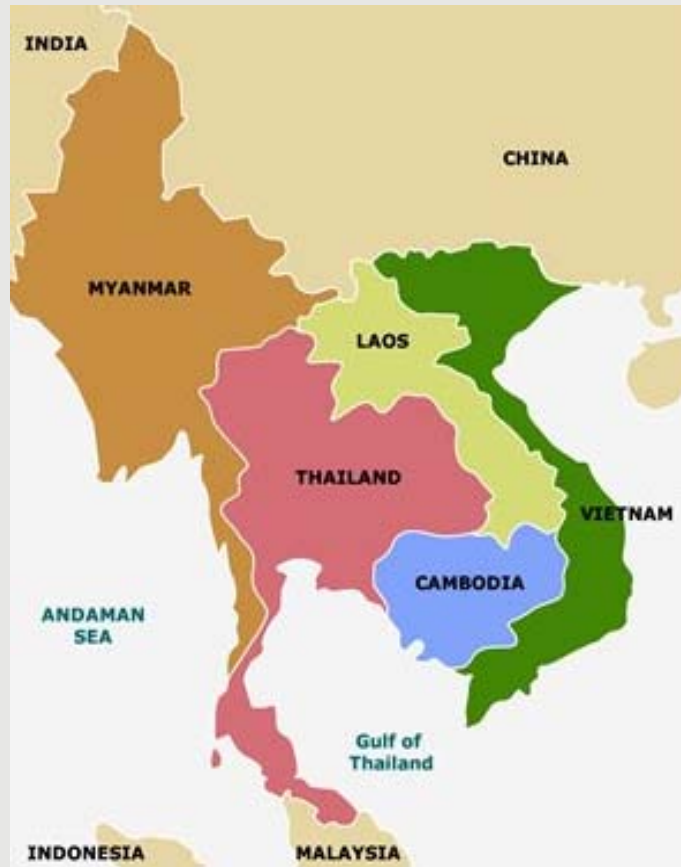 INDIA
CHINA
MYANMAR
LAOS
THAILAND
VIETNAM
CAMBODIA
ANDAMAN
SEA
Gulf of
Thailand
INDONESIA
MALAYSIA